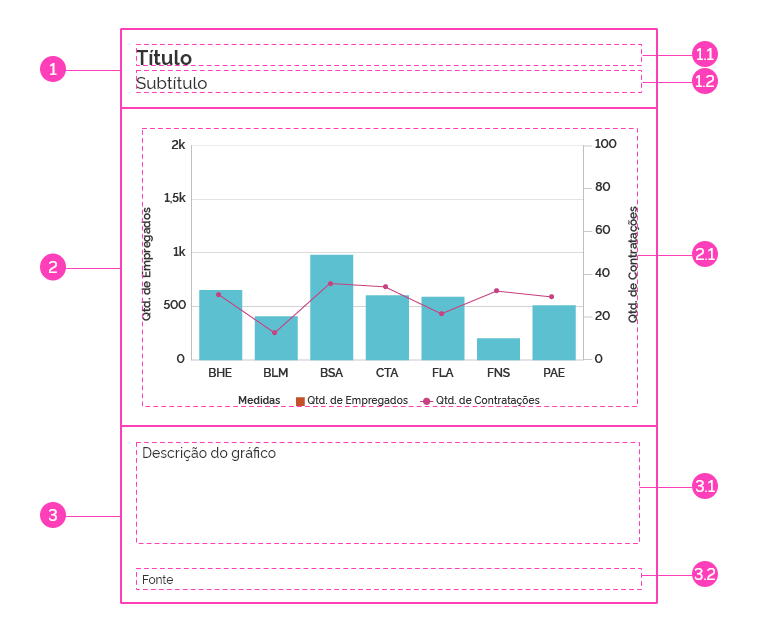 1
1.1
Título
1.2
Subtítulo
2
2.1
2k
1,5k
1k
500
0
Qtd. de Empregados
100
80
60
40
20
0
Qtd. de Contratações
BHE BLM BSA CTA FLA FNS PAE
Medidas Qtd. de Empregados Qtd. de Contratações
3
3.1
Descrição do gráfico
3.2
Fonte